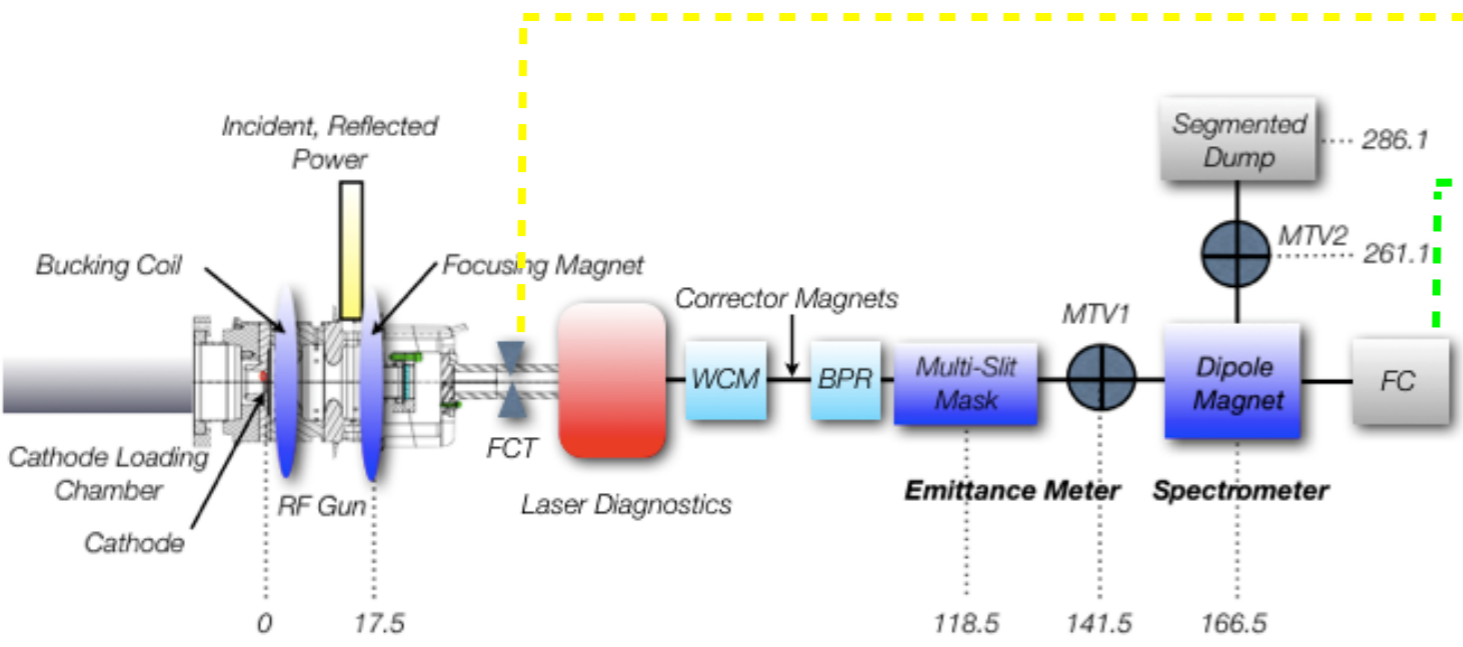 Incident, Reflected
Power
Segmented
Dump
286.1
Bucking Coil
Focusing Magnet
MTV2
261.1
Corrector Magnets
MTV1
WCM
BPR
Multi-Slit
Mask
Dipole
Magnet
FC
FCT
Cathode Loading
Chamber
RF Gun
Laser Diagnostics
Emittance Meter
Spectrometer
Cathode
0
17.5
118.5
141.5
166.5